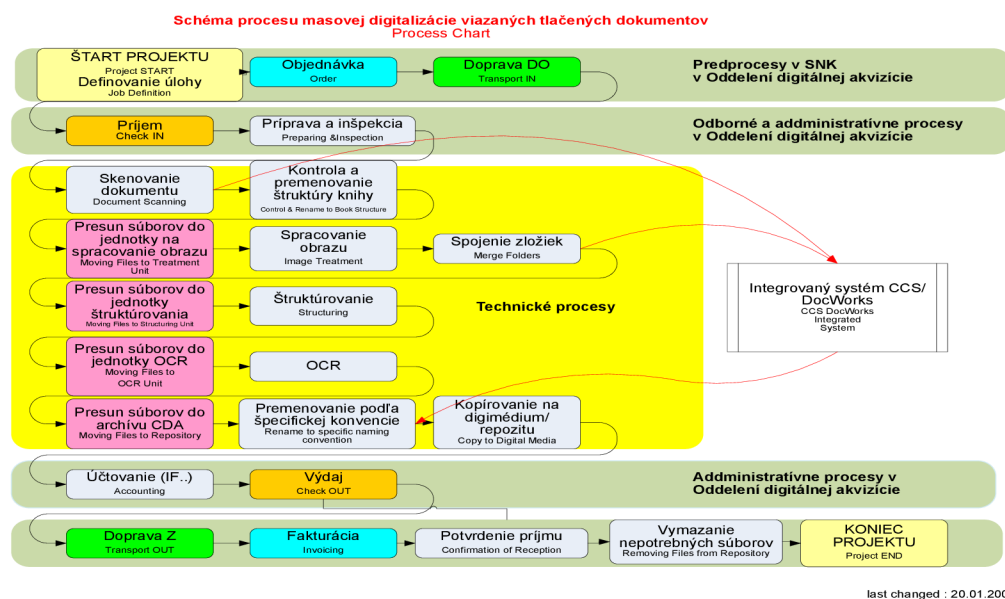 Schéma procesu masovej digitalizácie viazaných tlačených dokumentov
Process Chart
ŠTART PROJEKTU
Project START
Definovanie úlohy
Job Definition
Objednávka
Order
Doprava DO
Transport IN
Predprocesy v SNK
v Oddelení digitálnej akvizície
Príjem
Check IN
Príprava a inšpekcia
Preparing &Inspection
Odborné a addministratívne procesy
v Oddelení digitálnej akvizície
Skenovanie
dokumentu
Document Scanning
Kontrola a
premenovanie
štruktúry knihy
Control & Rename to Book Structure
Presun súborov do
jednotky na
spracovanie obrazu
Moving Files to Treatment
Unit
Spracovanie
obrazu
Image Treatment
Spojenie zložiek
Merge Folders
Integrovaný systém CCS/
DocWorks
CCS DocWorks
Integrated
System
Presun súborov do
jednotky
štruktúrovania
Moving Files to Structuring Unit
Štruktúrovanie
Structuring
Technické procesy
Presun súborov do
jednotky OCR
Moving Files to
OCR Unit
OCR
Presun súborov do
archívu CDA
Moving Files to Repository
Premenovanie podľa
špecifickej konvencie
Rename to specific naming
convention
Kopírovanie na
digimédium/
repozitu
Copy to Digital Media
Účtovanie (IF..)
Accounting
Výdaj
Check OUT
Addministratívne procesy v
Oddelení digitálnej akvizície
Doprava Z
Transport OUT
Fakturácia
Invoicing
Potvrdenie príjmu
Confirmation of Reception
Vymazanie
nepotrebných súborov
Removing Files from Repository
KONIEC
PROJEKTU
Project END
last changed : 20.01.200